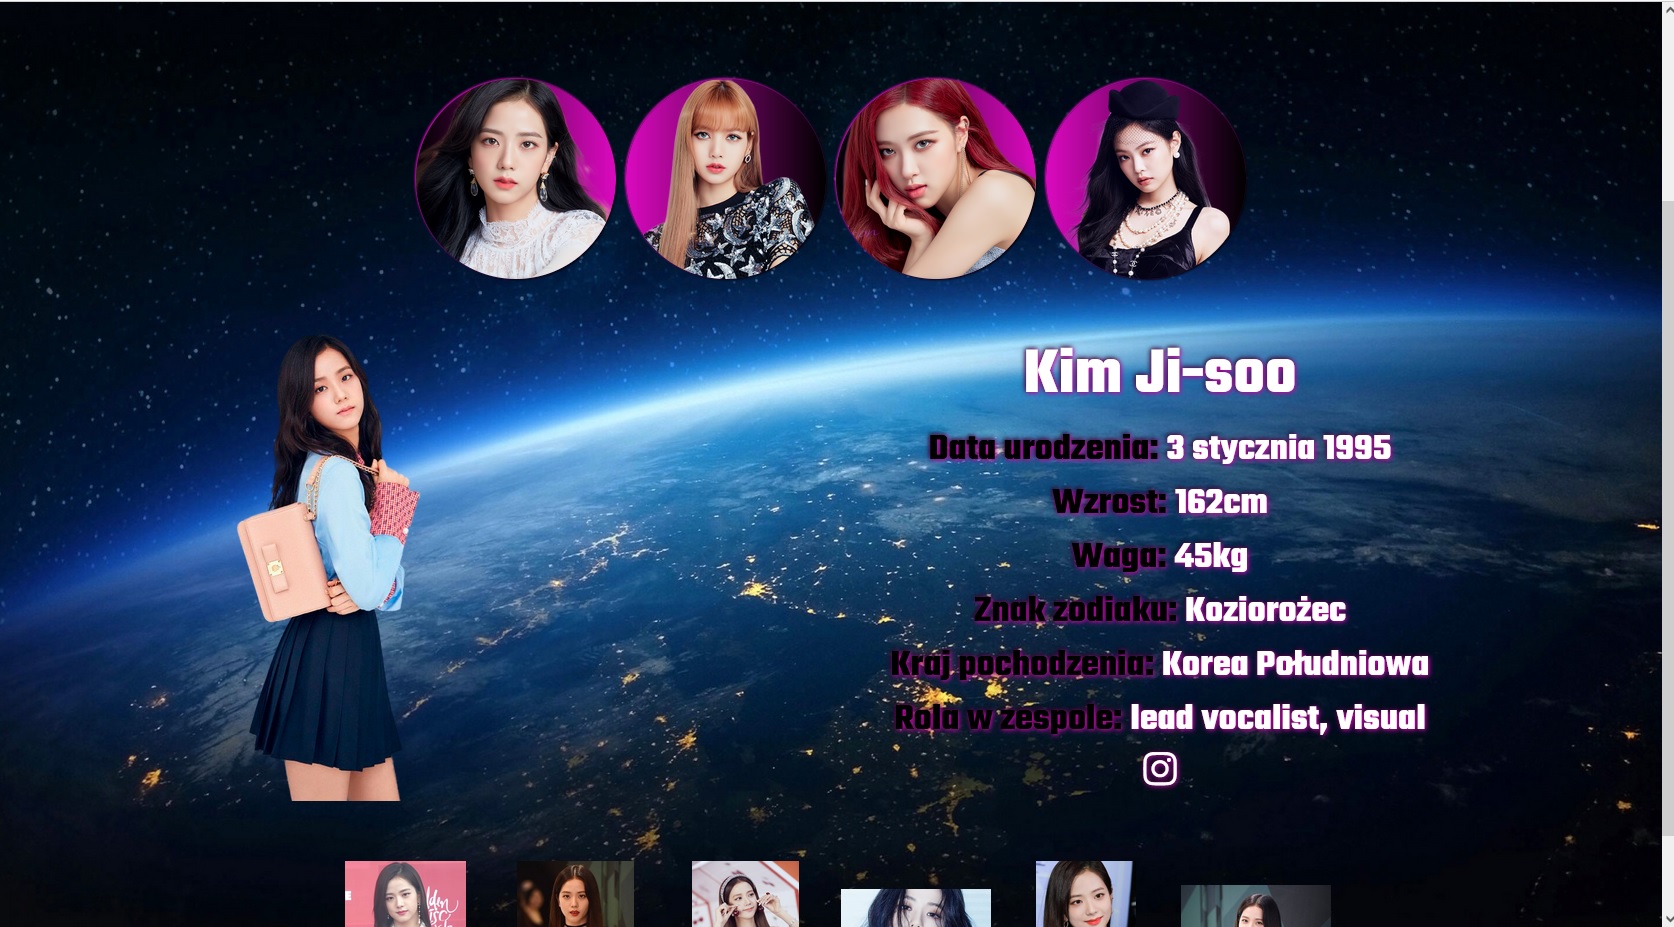 Kim Ji-soo
Data urodzenia: 3 stycznia 1995
Wzrost: 162cm
Waga: 45kg
Znak zodiaku: Koziorożec
Kraj pochodzenia: Korea Południowa
Rola w zespole: lead vocalist, visual